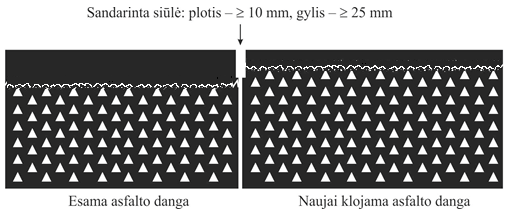 Sandarinta siūlė: plotis – ≥ 10 mm, gylis – ≥ 25 mm
Esama asfalto danga
Naujai klojama asfalto danga